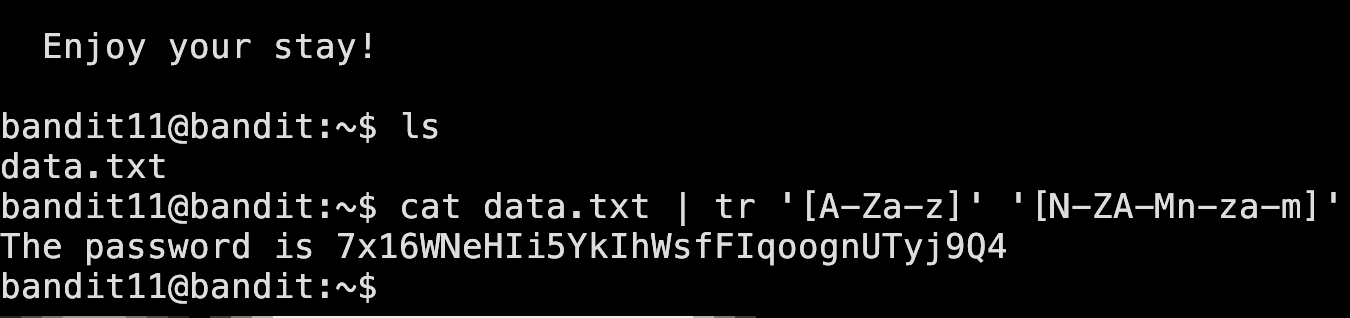 Enjoy your stay!
bandit11@bandit:~$ ls
data.txt
bandit11@bandit:~$ cat data.txt | tr '[A-Za-z]' '[N-ZA-Mn-za-m]'
The password is 7x16WNeHIi5YkIhWsfFIqoognUTyj9Q4
bandit11@bandit:~$